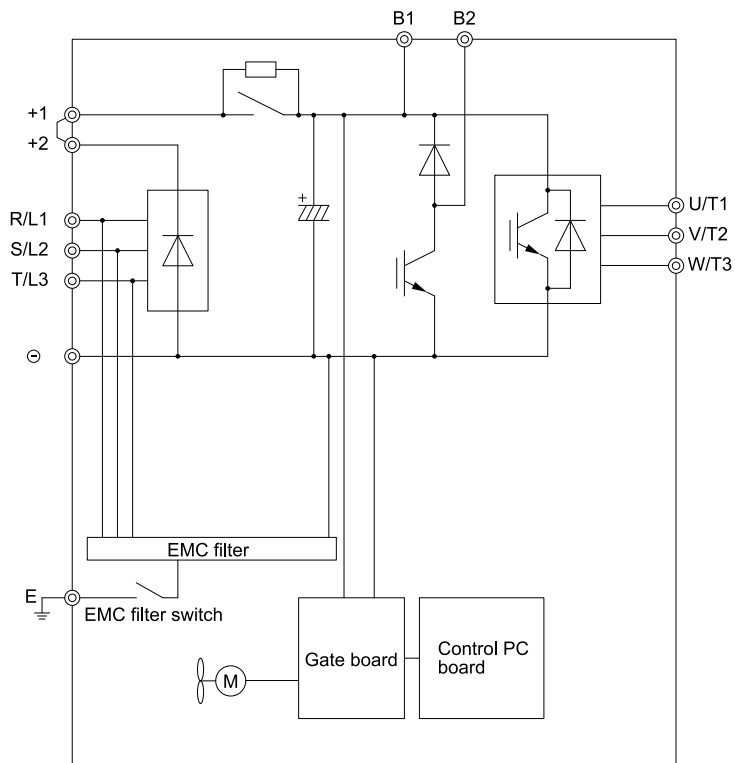 B1 B2
+1
+2
+
R/L1
S/L2
T/L3
U/T1
V/T2
W/T3
⊖
EMC filter
E
EMC filter switch
Gate board
Control PC
board
M